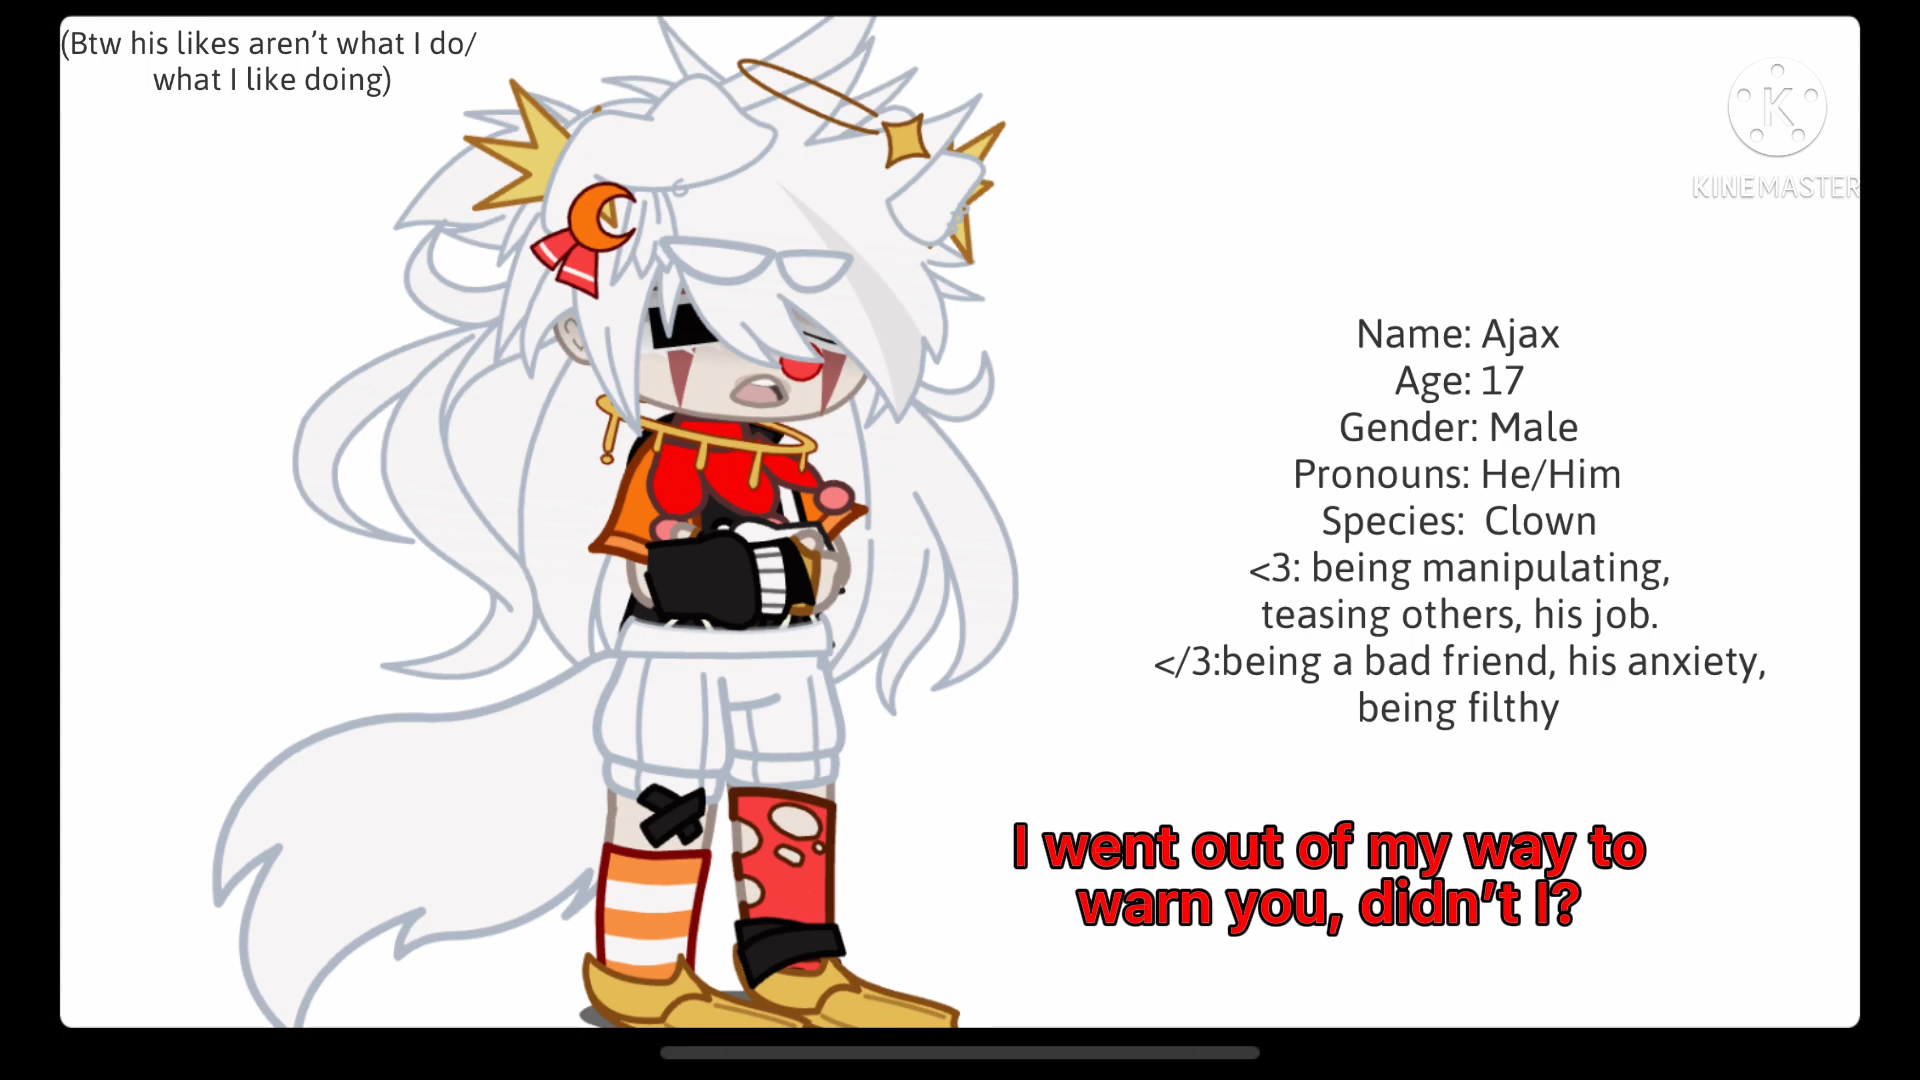 (Btw his likes aren't what I do/
what I like doing)
K
KINEMASTER
Name: Ajax
Age: 17
Gender: Male
Pronouns: He/Him
Species:  Clown
<3: being manipulating,
teasing others, his job.
</3:being a bad friend, his anxiety,
being filthy
I went out of my way to
warn you, didn't I?